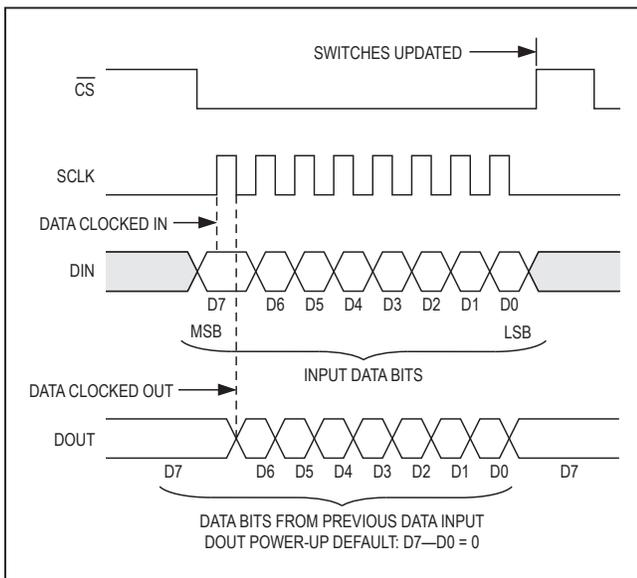 SWITCHES UPDATED
CS
SCLK
DATA CLOCKED IN
DIN
D7 D6 D5 D4 D3 D2 D1 D0
MSB LSB
INPUT DATA BITS
DATA CLOCKED OUT
DOUT
D7 D6 D5 D4 D3 D2 D1 D0 D7
DATA BITS FROM PREVIOUS DATA INPUT
DOUT POWER-UP DEFAULT: D7—D0 = 0